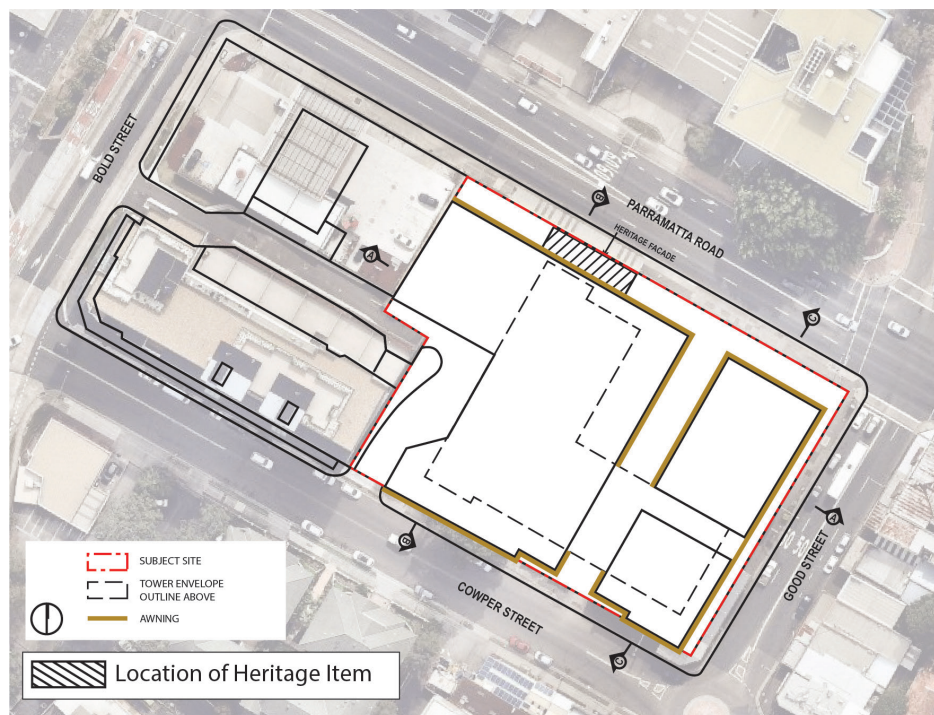 BOLD STREET
B
PARRAMATTA ROAD
HERITAGE FACADE
A
C
A
B
GOOD STREET
COWPER STREET
C
SUBJECT SITE
TOWER ENVELOPE
OUTLINE ABOVE
AWNING
Location of Heritage Item